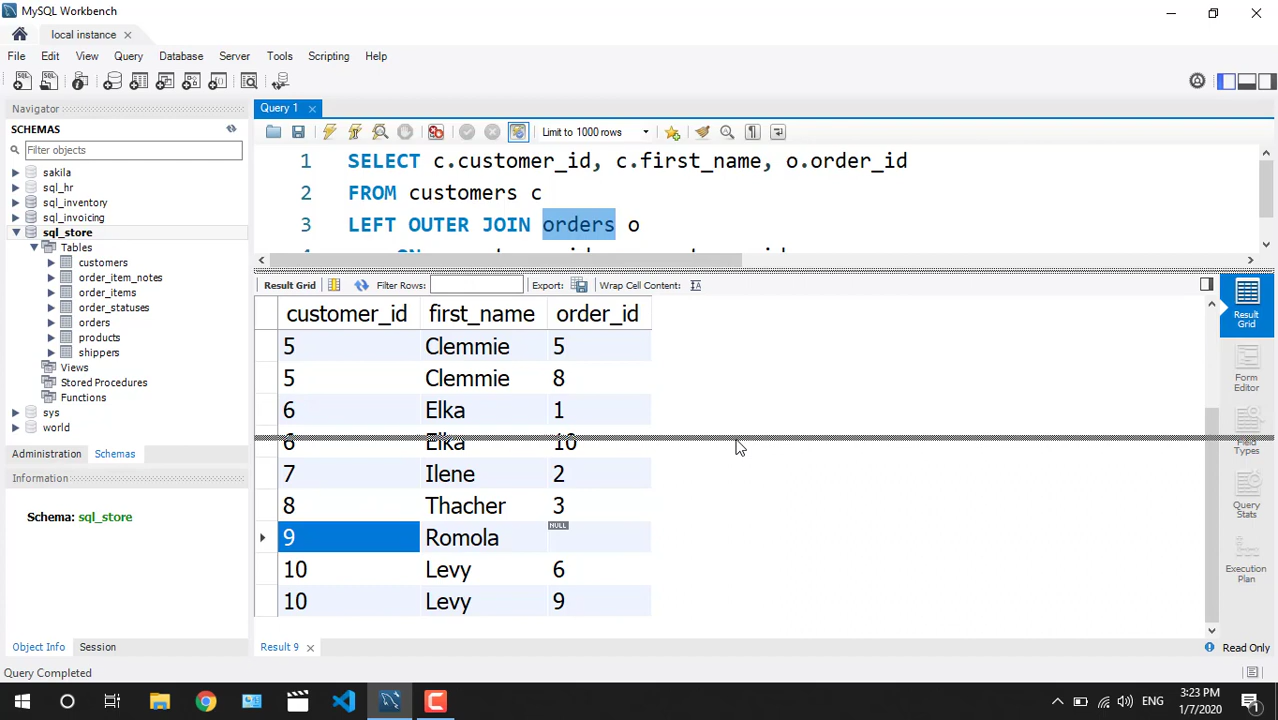 MySQL Workbench
local instance
File Edit View Query Database Server Tools Scripting Help
Navigator
Query 1
SCHEMAS
Limit to 1000 rows
Filter objects
sakila
sql_hr
sql_inventory
sql_invoicing
sql_store
Tables
customers
order_item_notes
order_items
order_statuses
orders
products
shippers
Views
Stored Procedures
Functions
sys
world
Administration Schemas
Information
Schema: sql_store
Object Info Session
1 SELECT c.customer_id, c.first_name, o.order_id
2 FROM customers c
3 LEFT OUTER JOIN orders o
Result Grid Filter Rows: Export: Wrap Cell Content:
customer_id first_name order_id
5 Clemmie 5
5 Clemmie 8
6 Elka 1
6 Elka 10
7 Ilene 2
8 Thacher 3
9 Romola NULL
10 Levy 6
10 Levy 9
Result Grid
Form Editor
Field Types
Query Stats
Execution Plan
Result 9
Read Only
Query Completed
ENG
3:23 PM
1/7/2020
1